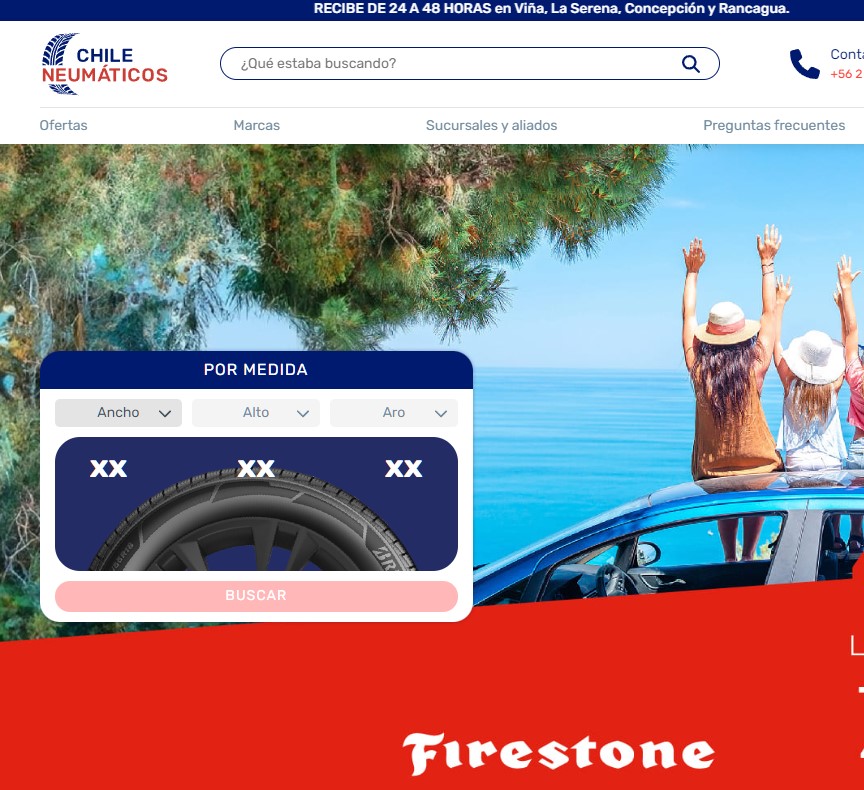 RECIBE DE 24 A 48 HORAS en Viña, La Serena, Concepción y Rancagua.
CHILE
NEUMÁTICOS
¿Qué estaba buscando?
+56 2
Ofertas
Marcas
Sucursales y aliados
Preguntas frecuentes
POR MEDIDA
Ancho
Alto
Aro
XX
XX
XX
BUSCAR
Firestone